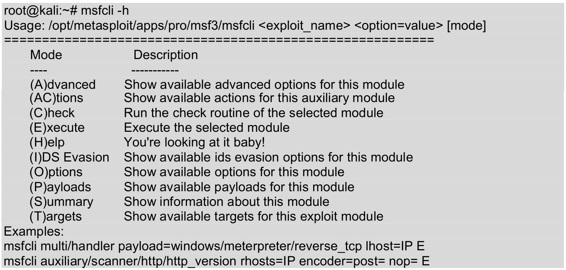 root@kali:~# msfcli -h
Usage: /opt/metasploit/apps/pro/msf3/msfcli <exploit_name> <option=value> [mode]
==========================================================
Mode Description
---- -----------
(A)dvanced Show available advanced options for this module
(AC)tions Show available actions for this auxiliary module
(C)heck Run the check routine of the selected module
(E)xecute Execute the selected module
(H)elp You're looking at it baby!
(I)DS Evasion Show available ids evasion options for this module
(O)ptions Show available options for this module
(P)ayloads Show available payloads for this module
(S)ummary Show information about this module
(T)argets Show available targets for this exploit module
Examples:
msfcli multi/handler payload=windows/meterpreter/reverse_tcp lhost=IP E
msfcli auxiliary/scanner/http/http_version rhosts=IP encoder=post= nop= E